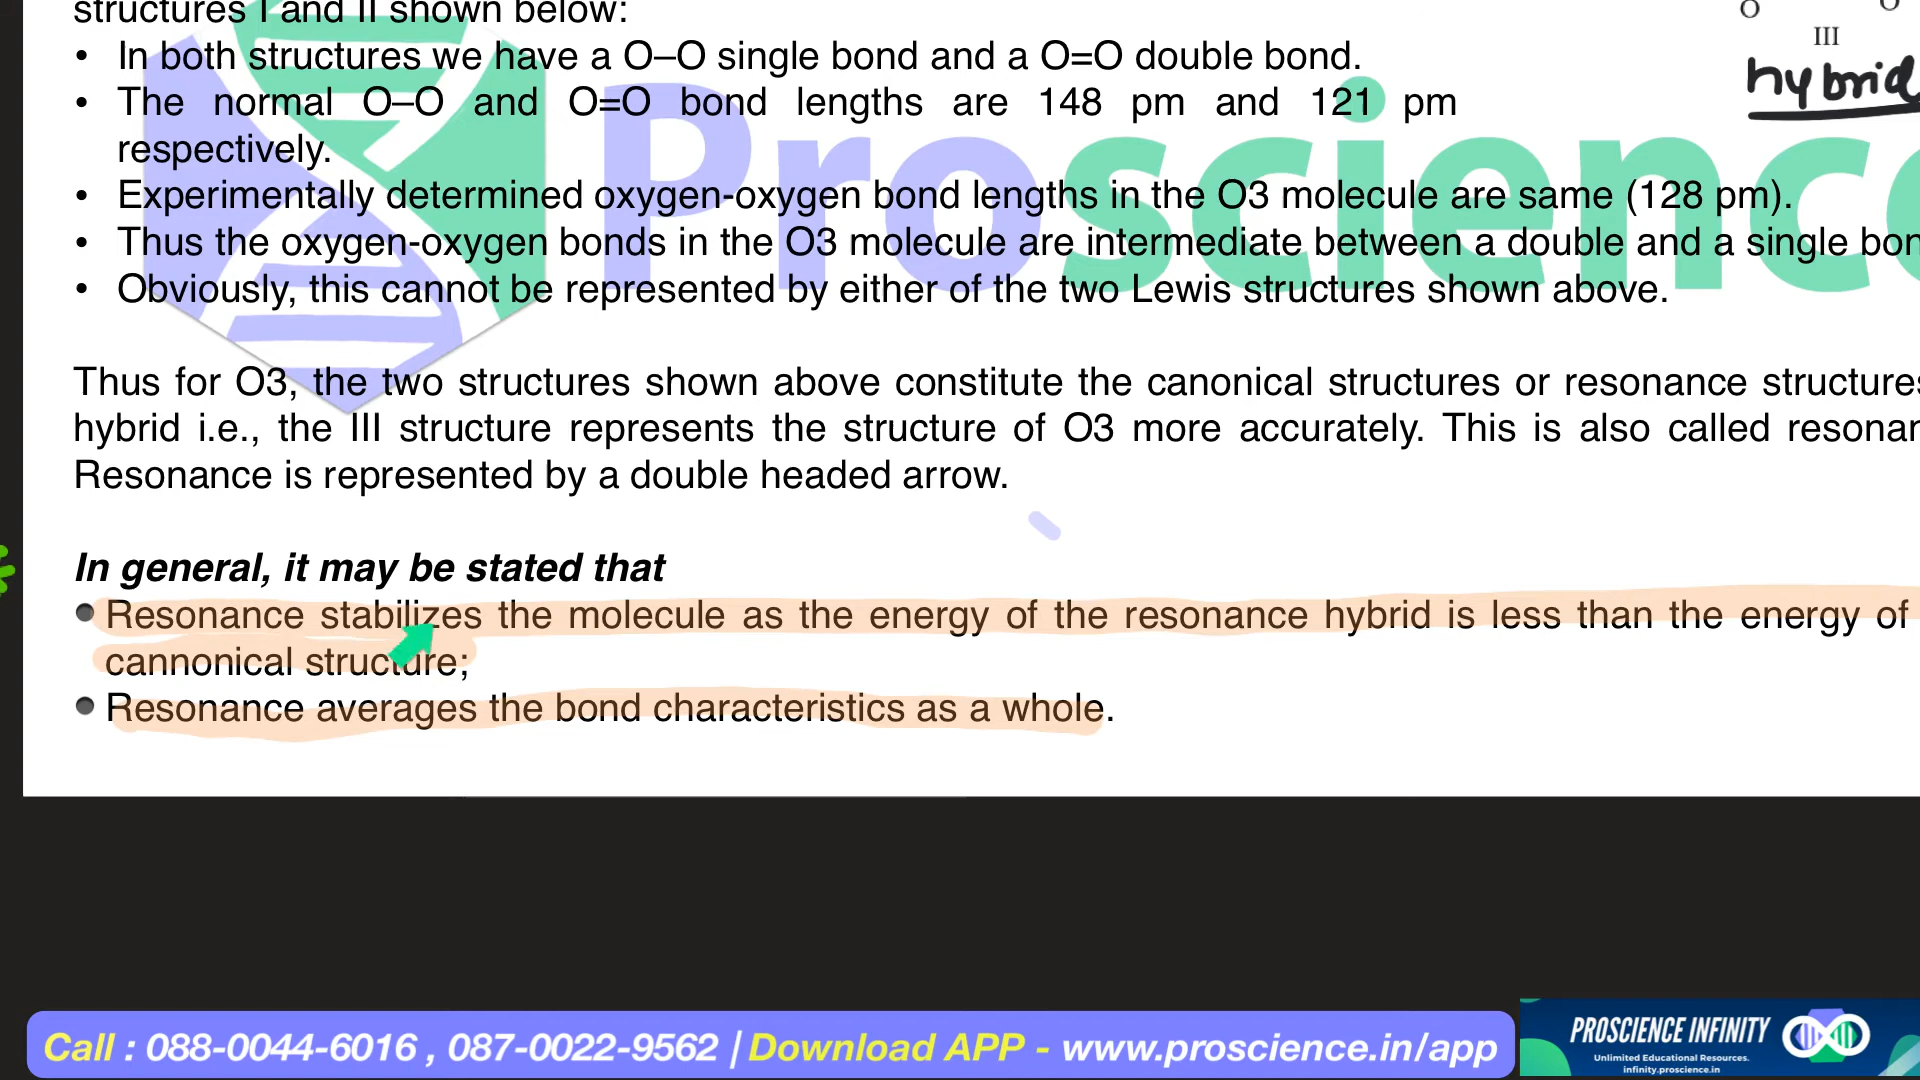 structures I and II shown below:
• In both structures we have a O–O single bond and a O=O double bond.
• The normal O–O and O=O bond lengths are 148 pm and 121 pm
respectively.
• Experimentally determined oxygen-oxygen bond lengths in the O3 molecule are same (128 pm).
• Thus the oxygen-oxygen bonds in the O3 molecule are intermediate between a double and a single bon
• Obviously, this cannot be represented by either of the two Lewis structures shown above.
O O
III
hybrid
Proscience
Thus for O3, the two structures shown above constitute the canonical structures or resonance structures
hybrid i.e., the III structure represents the structure of O3 more accurately. This is also called resonan
Resonance is represented by a double headed arrow.
In general, it may be stated that
• Resonance stabilizes the molecule as the energy of the resonance hybrid is less than the energy of
cannonical structure;
• Resonance averages the bond characteristics as a whole.
Call : 088-0044-6016 , 087-0022-9562 | Download APP - www.proscience.in/app
PROSCIENCE INFINITY
Unlimited Educational Resources.
infinity.proscience.in